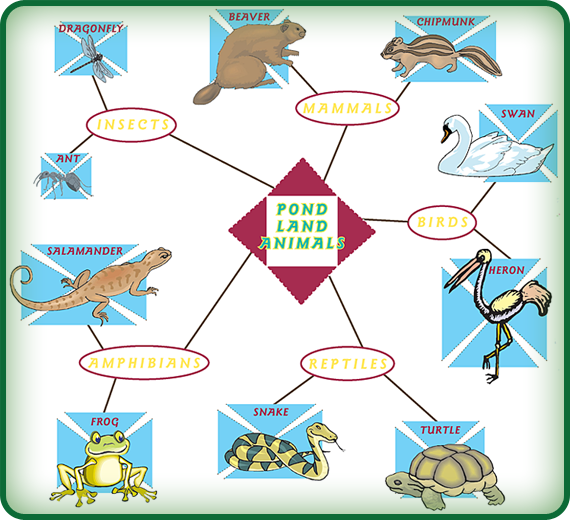 DRAGONFLY
BEAVER
CHIPMUNK
INSECTS
MAMMALS
ANT
SWAN
POND
LAND
ANIMALS
BIRDS
SALAMANDER
HERON
AMPHIBIANS
REPTILES
FROG
SNAKE
TURTLE